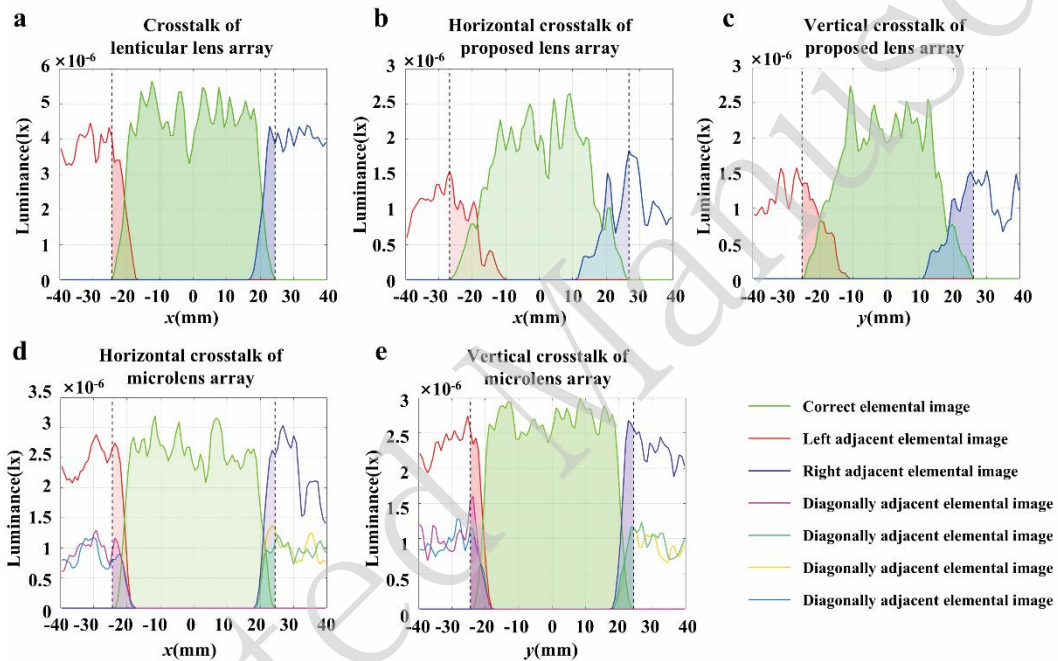 a
Crosstalk of
lenticular lens array
×10⁻⁶
6
5
4
3
2
1
0
Luminance(lx)
-40 -30 -20 -10 0 10 20 30 40
x(mm)
b
Horizontal crosstalk
of proposed lens array
×10⁻⁶
3
2.5
2
1.5
1
0.5
0
Luminance(lx)
-40 -30 -20 -10 0 10 20 30 40
x(mm)
c
Vertical crosstalk of
proposed lens array
×10⁻⁶
3
2.5
2
1.5
1
0.5
0
Luminance(lx)
-40 -30 -20 -10 0 10 20 30 40
y(mm)
d
Horizontal crosstalk of
microlens array
×10⁻⁶
3.5
3
2.5
2
1.5
1
0.5
0
Luminance(lx)
-40 -30 -20 -10 0 10 20 30 40
x(mm)
e
Vertical crosstalk of
microlens array
×10⁻⁶
3
2.5
2
1.5
1
0.5
0
Luminance(lx)
-40 -30 -20 -10 0 10 20 30 40
y(mm)
Correct elemental image
Left adjacent elemental image
Right adjacent elemental image
Diagonally adjacent elemental image
Diagonally adjacent elemental image
Diagonally adjacent elemental image
Diagonally adjacent elemental image
ted Manusc